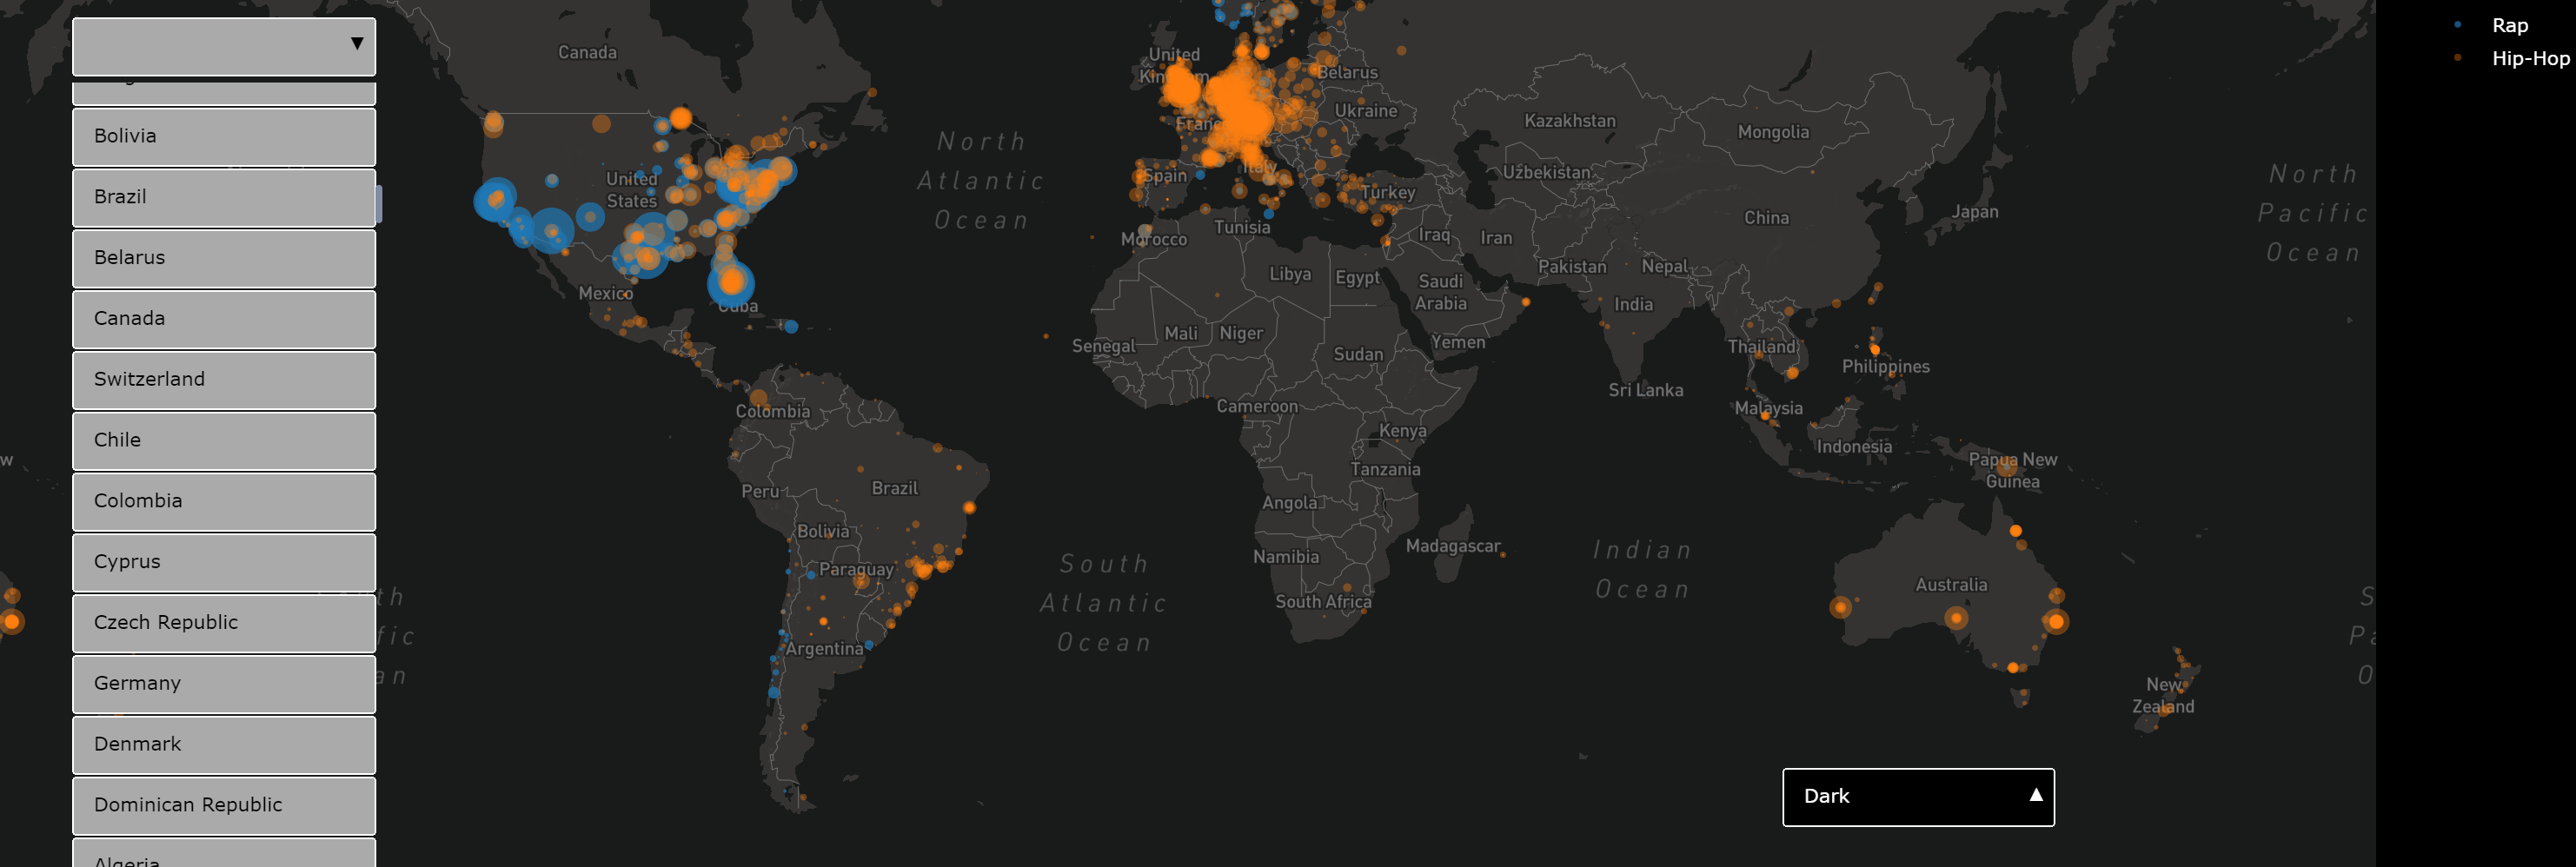 ▼
Bolivia
Brazil
Belarus
Canada
Switzerland
Chile
Colombia
Cyprus
Czech Republic
Germany
Denmark
Dominican Republic
Algeria
Canada
United
States
Mexico
Cuba
North
Atlantic
Ocean
United
Kingdom
Belarus
Ukraine
France
Spain
Italy
Turkey
Kazakhstan
Mongolia
Uzbekistan
China
Japan
North
Pacific
Ocean
Morocco
Tunisia
Iraq
Iran
Libya
Egypt
Saudi
Arabia
Pakistan
Nepal
India
Senegal
Mali
Niger
Sudan
Yemen
Thailand
Philippines
Sri Lanka
Cameroon
Malaysia
Kenya
Indonesia
Tanzania
Papua New
Guinea
Colombia
Peru
Brazil
Bolivia
Paraguay
Argentina
Angola
Namibia
Madagascar
South Africa
South
Atlantic
Ocean
Indian
Ocean
Australia
New
Zealand
w
th
fic
an
S
Pa
O
Dark ▲
Rap
Hip-Hop